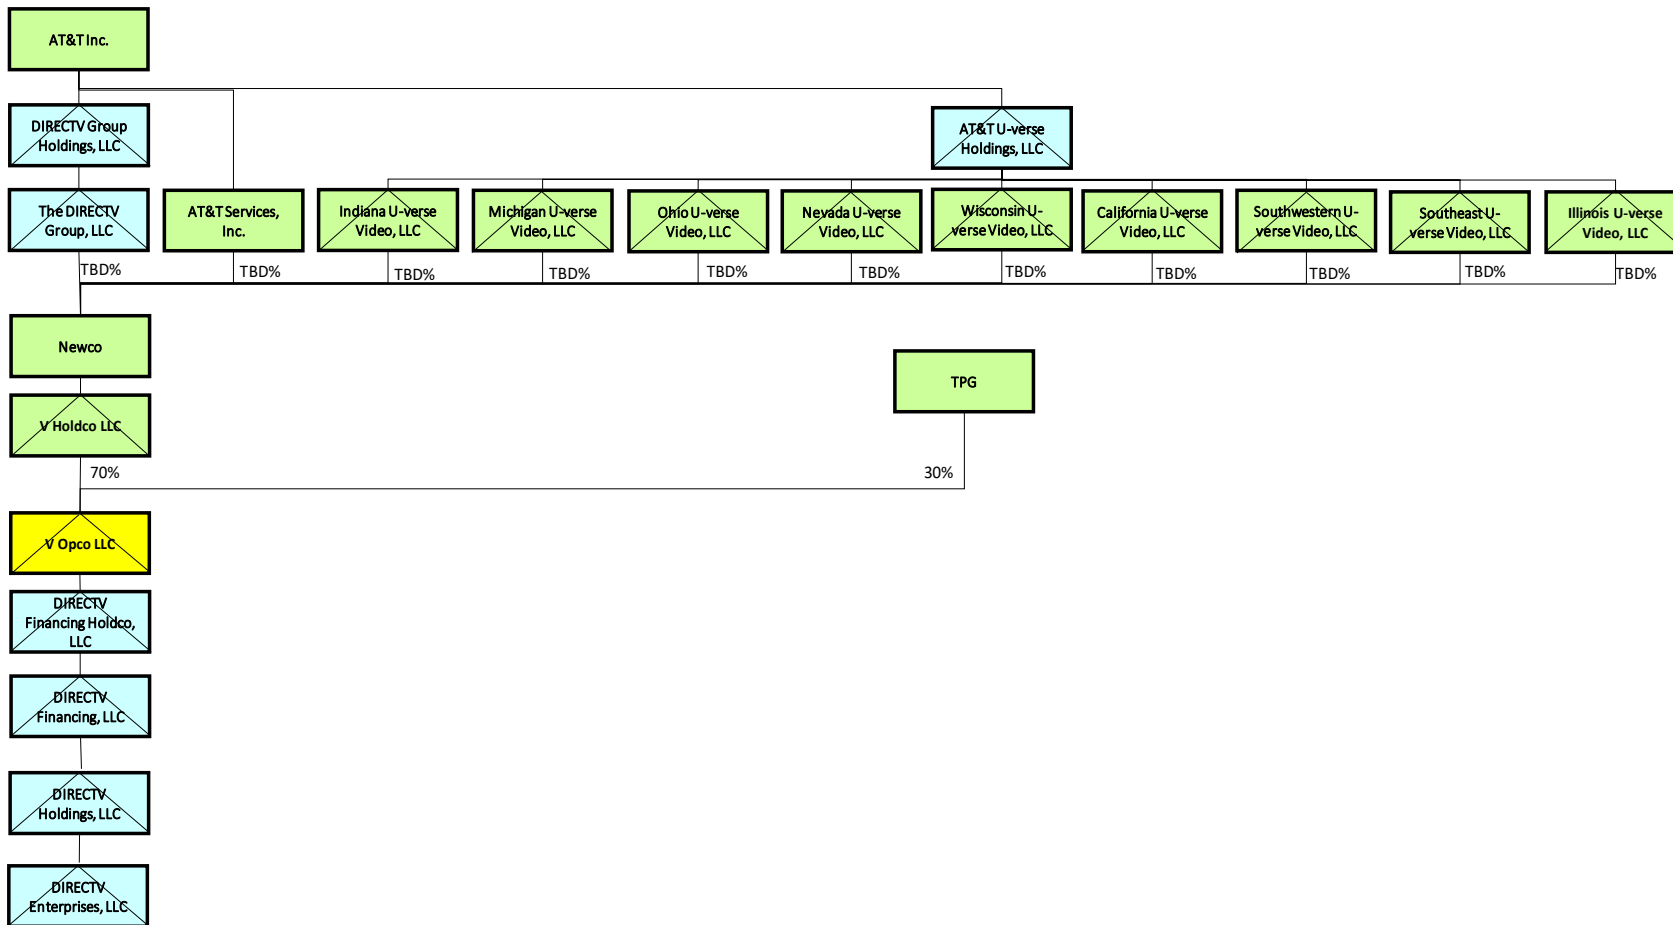 AT&T Inc.
DIRECTV Group
Holdings, LLC
AT&T U-verse
Holdings, LLC
The DIRECTV
Group, LLC
AT&T Services,
Inc.
Indiana U-verse
Video, LLC
Michigan U-verse
Video, LLC
Ohio U-verse
Video, LLC
Nevada U-verse
Video, LLC
Wisconsin U-
verse Video, LLC
California U-verse
Video, LLC
Southwestern U-
verse Video, LLC
Southeast U-
verse Video, LLC
Illinois U-verse
Video, LLC
TBD%
TBD%
TBD%
TBD%
TBD%
TBD%
TBD%
TBD%
TBD%
TBD%
TBD%
Newco
TPG
V Holdco LLC
70%
30%
V Opco LLC
DIRECTV
Financing Holdco,
LLC
DIRECTV
Financing, LLC
DIRECTV
Holdings, LLC
DIRECTV
Enterprises, LLC